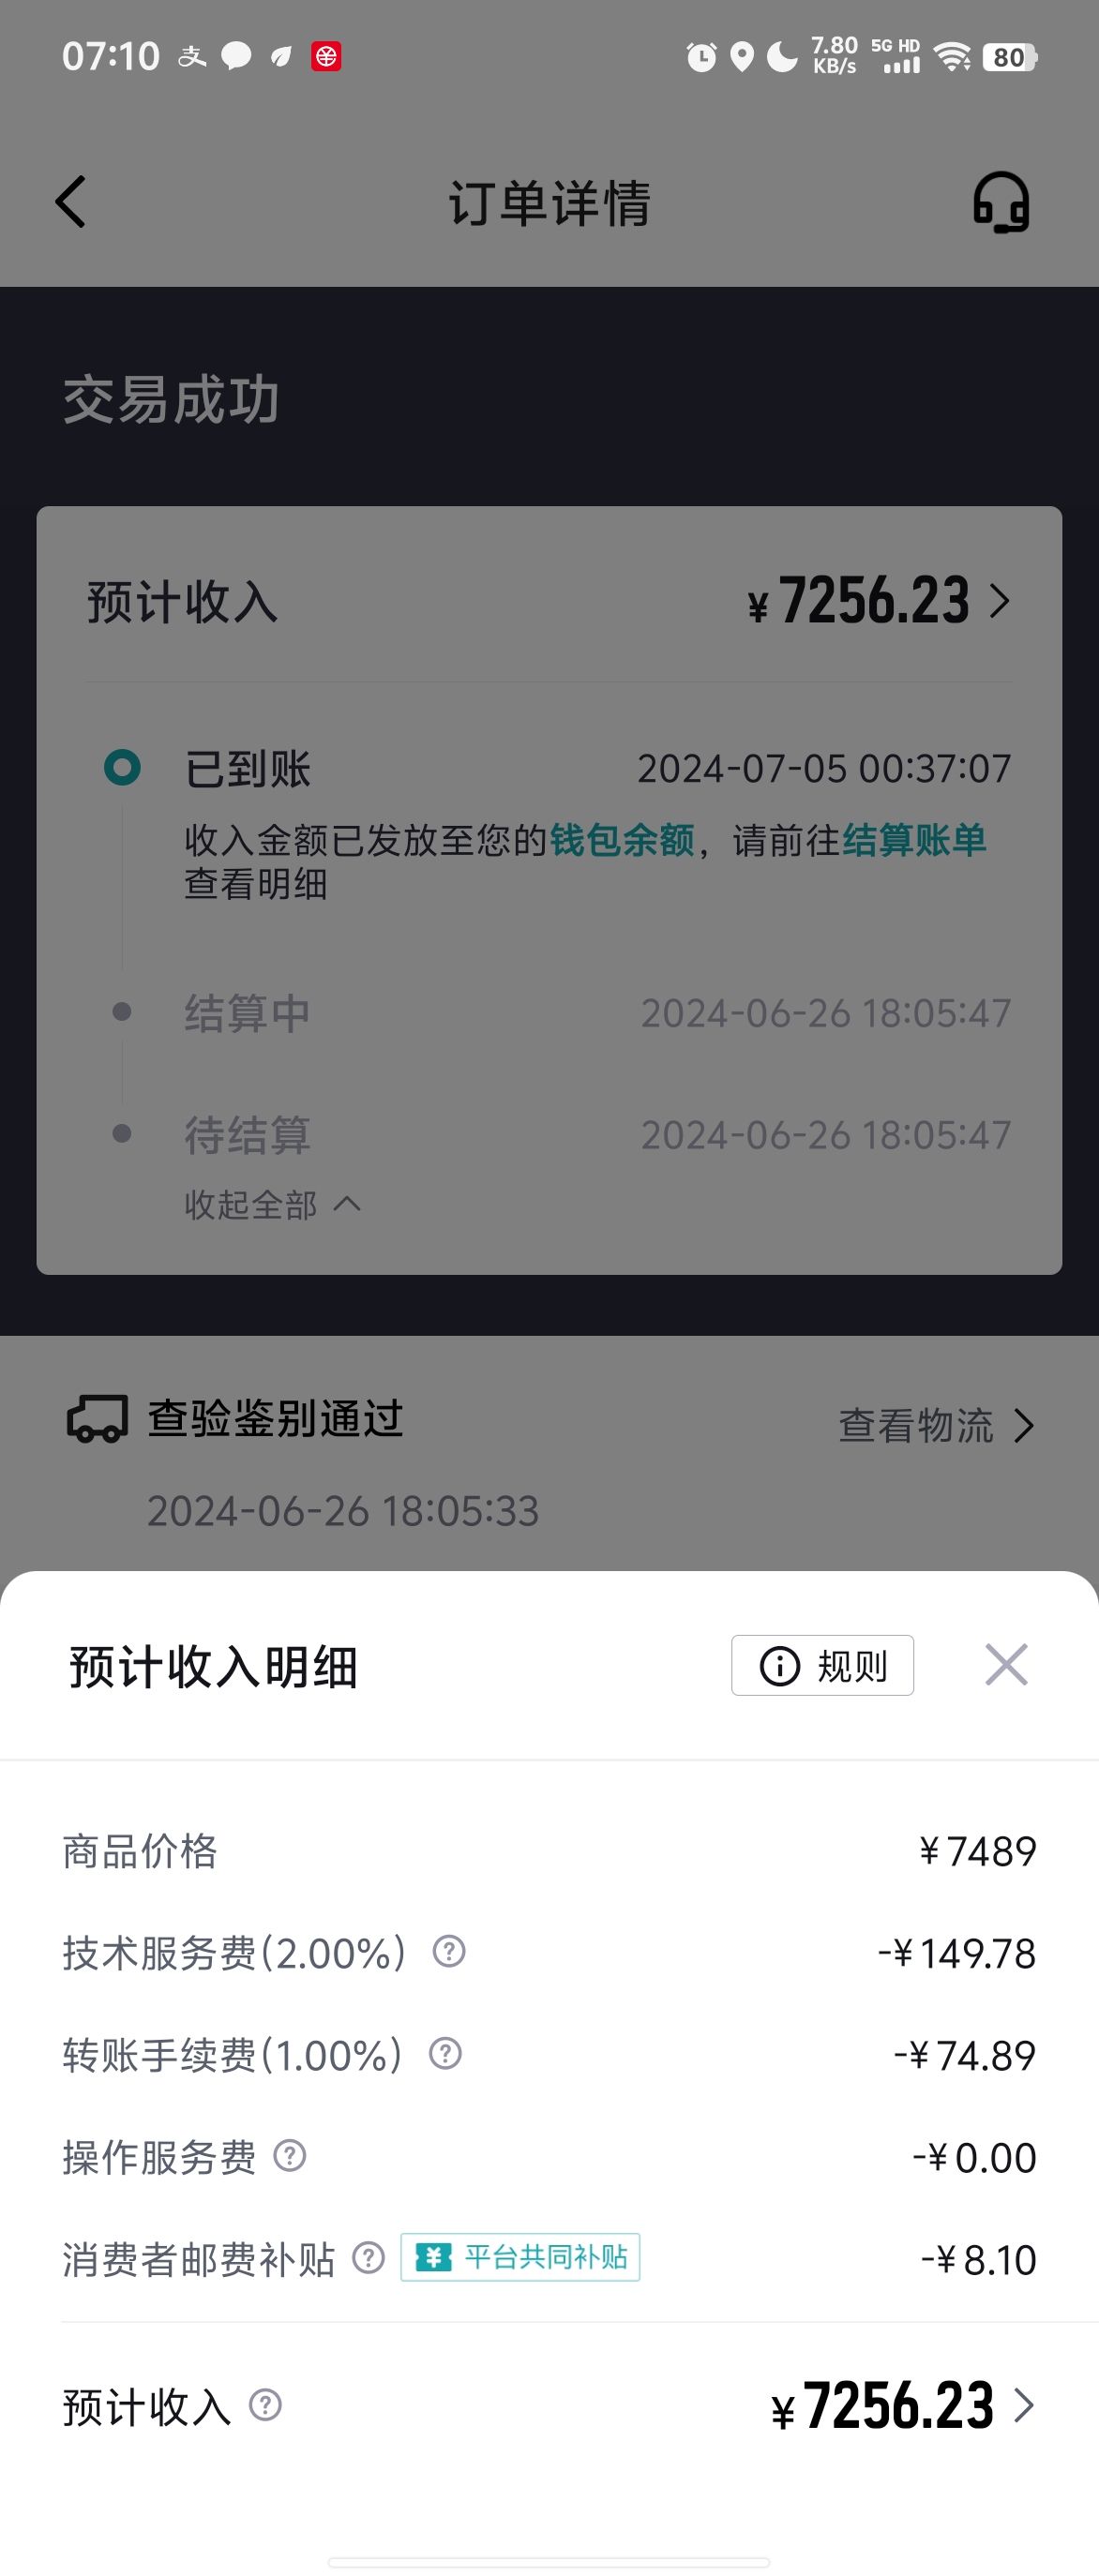 07:10 支 7.80 KB/s 5G HD 80
订单详情
交易成功
预计收入 ¥7256.23
已到账 2024-07-05 00:37:07
收入金额已发放至您的钱包余额，请前往结算账单
查看明细
结算中 2024-06-26 18:05:47
待结算 2024-06-26 18:05:47
收起全部
查验鉴别通过 查看物流
2024-06-26 18:05:33
预计收入明细 规则
商品价格 ¥7489
技术服务费(2.00%) -¥149.78
转账手续费(1.00%) -¥74.89
操作服务费 -¥0.00
消费者邮费补贴 平台共同补贴 -¥8.10
预计收入 ¥7256.23